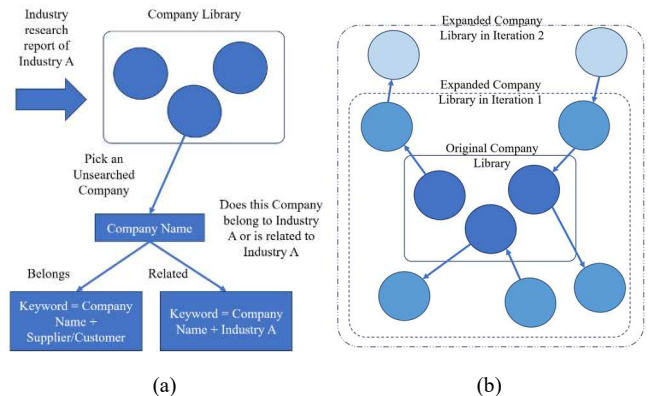 Industry
research
report of
Industry A
Company Library
Pick an
Unsearched
Company
Company Name
Does this Company
belong to Industry
A or is related to
Industry A
Belongs
Related
Keyword = Company
Name +
Supplier/Customer
Keyword = Company
Name + Industry A
(a)
Expanded Company
Library in Iteration 2
Expanded Company
Library in Iteration 1
Original Company
Library
(b)